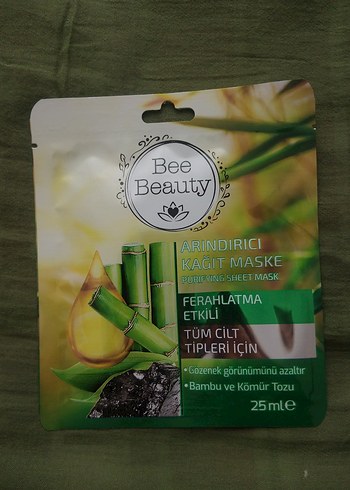 Bee
Beauty
ARINDIRICI
KAĞIT MASKE
PURIFYING SHEET MASK
FERAHLATMA
ETKİLİ
TÜM CİLT
TİPLERİ İÇİN
• Gözenek görünümünü azaltır
• Bambu ve Kömür Tozu
25 ml℮